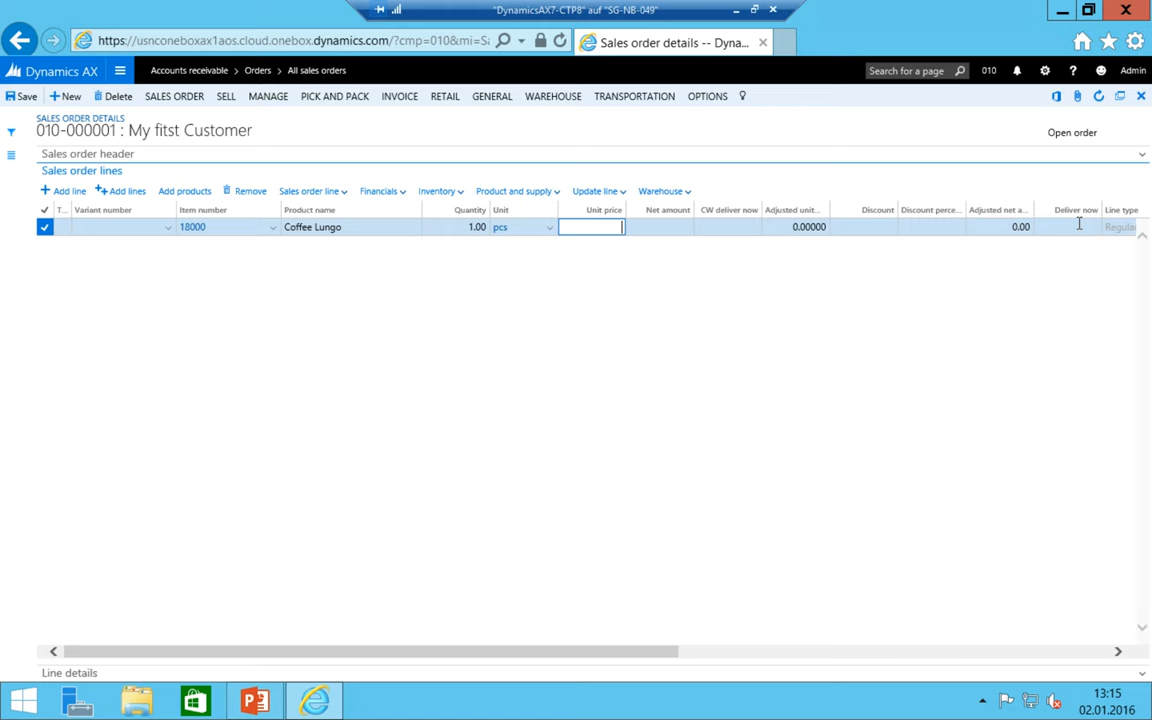 "DynamicsAX7-CTP8" auf "SG-NB-049"
https://usnconeboxax1aos.cloud.onebox.dynamics.com/?cmp=010&mi=Sa
Sales order details -- Dyna...
Dynamics AX
Accounts receivable
Orders
All sales orders
Search for a page
010
Admin
Save
New
Delete
SALES ORDER
SELL
MANAGE
PICK AND PACK
INVOICE
RETAIL
GENERAL
WAREHOUSE
TRANSPORTATION
OPTIONS
SALES ORDER DETAILS
010-000001 : My fitst Customer
Open order
Sales order header
Sales order lines
Add line
Add lines
Add products
Remove
Sales order line
Financials
Inventory
Product and supply
Update line
Warehouse
T...
Variant number
Item number
Product name
Quantity
Unit
Unit price
Net amount
CW deliver now
Adjusted unit...
Discount
Discount perce...
Adjusted net a...
Deliver now
Line type
18000
Coffee Lungo
1.00
pcs
0.00000
0.00
Regular
Line details
13:15
02.01.2016